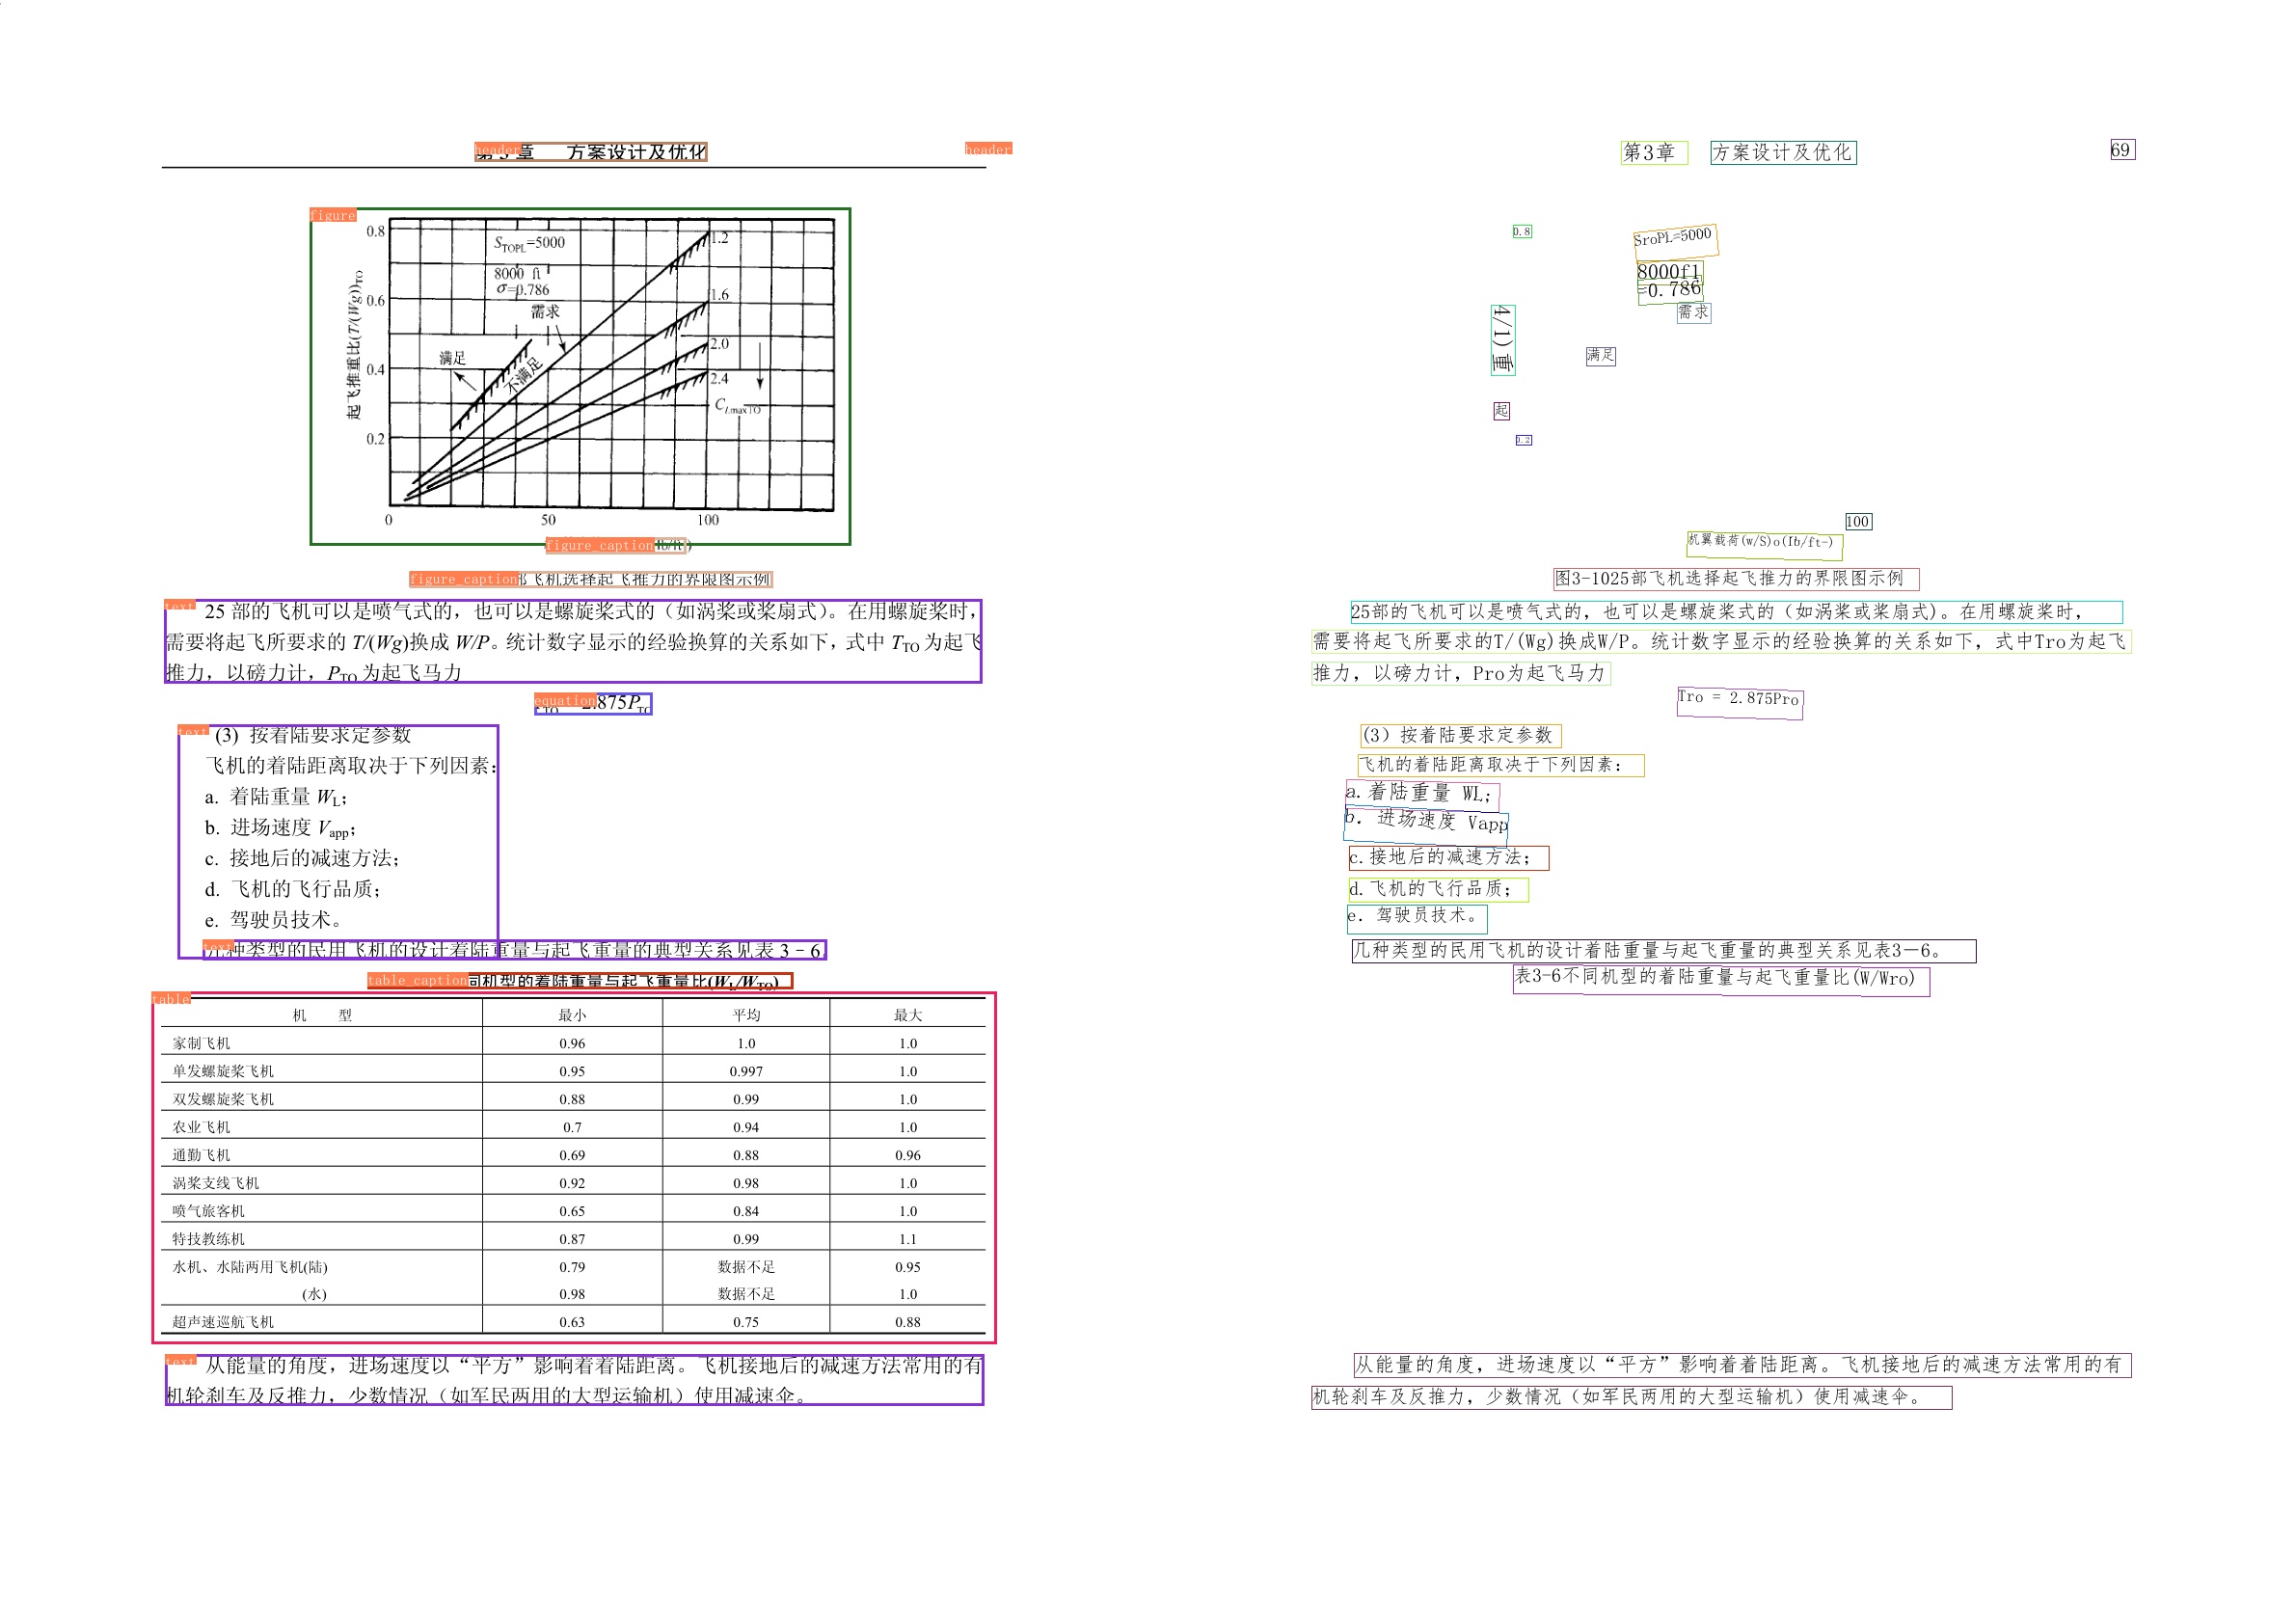 header
第 3 章 方案设计及优化
header
figure
0.8
0.6
0.4
0.2
起飞推重比(T/(Wg))TO
STOPL=5000
8000 ft
σ=0.786
需求
满足
不满足
1.2
1.6
2.0
2.4
CLmaxTO
0 50 100
figure_caption lb/ft )
figure_caption 部飞机选择起飞推力的界限图示例
text
25 部的飞机可以是喷气式的，也可以是螺旋桨式的（如涡桨或桨扇式）。在用螺旋桨时，
需要将起飞所要求的 T/(Wg)换成 W/P。统计数字显示的经验换算的关系如下，式中 TTO 为起飞
推力，以磅力计，PTO 为起飞马力
equation 2.875PTO
text
(3) 按着陆要求定参数
飞机的着陆距离取决于下列因素：
a. 着陆重量 WL；
b. 进场速度 Vapp；
c. 接地后的减速方法；
d. 飞机的飞行品质；
e. 驾驶员技术。
text
几种类型的民用飞机的设计着陆重量与起飞重量的典型关系见表 3－6
table_caption 同机型的着陆重量与起飞重量比(WL/WTO)
table
机 型 最小 平均 最大
家制飞机 0.96 1.0 1.0
单发螺旋桨飞机 0.95 0.997 1.0
双发螺旋桨飞机 0.88 0.99 1.0
农业飞机 0.7 0.94 1.0
通勤飞机 0.69 0.88 0.96
涡桨支线飞机 0.92 0.98 1.0
喷气旅客机 0.65 0.84 1.0
特技教练机 0.87 0.99 1.1
水机、水陆两用飞机(陆) 0.79 数据不足 0.95
(水) 0.98 数据不足 1.0
超声速巡航飞机 0.63 0.75 0.88
text
从能量的角度，进场速度以“平方”影响着着陆距离。飞机接地后的减速方法常用的有
机轮刹车及反推力，少数情况（如军民两用的大型运输机）使用减速伞。
第3章 方案设计及优化 69
0.8
SroPL=5000
8000f1
=0.786
需求
4/1)重
满足
起
0.2
100
机翼载荷(w/S)o(Ib/ft-)
图3-1025部飞机选择起飞推力的界限图示例
25部的飞机可以是喷气式的，也可以是螺旋桨式的（如涡桨或桨扇式）。在用螺旋桨时，
需要将起飞所要求的T/(Wg)换成W/P。统计数字显示的经验换算的关系如下，式中Tro为起飞
推力，以磅力计，Pro为起飞马力
Tro = 2.875Pro
(3）按着陆要求定参数
飞机的着陆距离取决于下列因素：
a.着陆重量 WL；
b. 进场速度 Vapp
c.接地后的减速方法；
d.飞机的飞行品质；
e. 驾驶员技术。
几种类型的民用飞机的设计着陆重量与起飞重量的典型关系见表3－6。
表3-6不同机型的着陆重量与起飞重量比(W/Wro)
从能量的角度，进场速度以“平方”影响着着陆距离。飞机接地后的减速方法常用的有
机轮刹车及反推力，少数情况（如军民两用的大型运输机）使用减速伞。